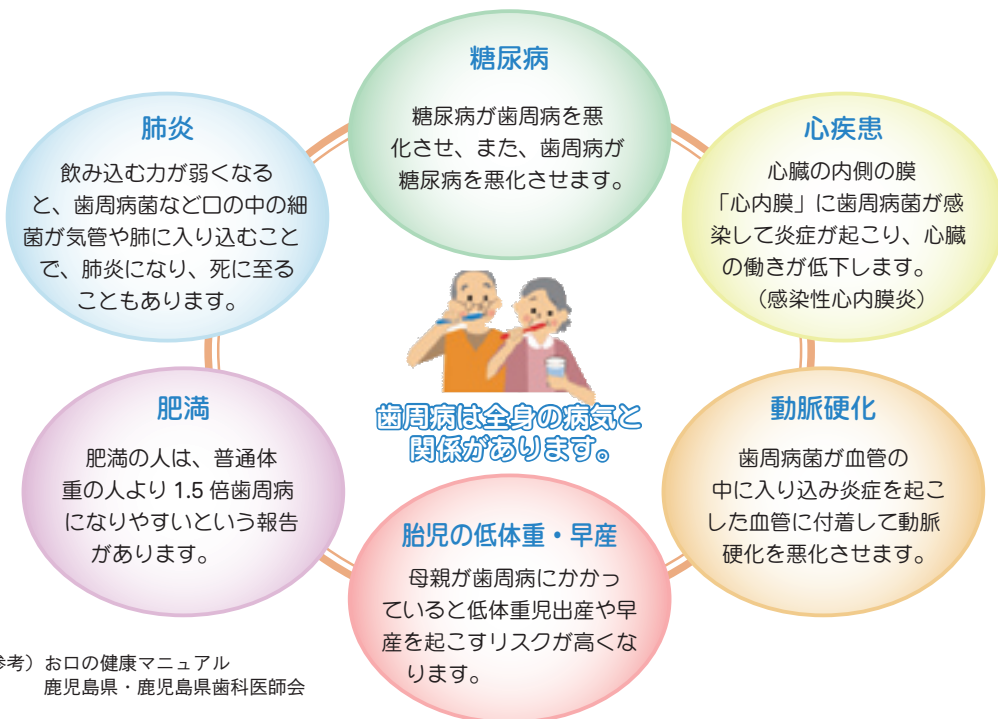 糖尿病
糖尿病が歯周病を悪
化させ、また、歯周病が
糖尿病を悪化させます。
肺炎
飲み込む力が弱くなる
と、歯周病菌など口の中の細
菌が気管や肺に入り込むこと
で、肺炎になり、死に至る
こともあります。
心疾患
心臓の内側の膜
「心内膜」に歯周病菌が感
染して炎症が起こり、心臓
の働きが低下します。
（感染性心内膜炎）
歯周病は全身の病気と
関係があります。
肥満
肥満の人は、普通体
重の人より 1.5 倍歯周病
になりやすいという報告
があります。
動脈硬化
歯周病菌が血管の
中に入り込み炎症を起こ
した血管に付着して動脈
硬化を悪化させます。
胎児の低体重・早産
母親が歯周病にかかっ
ていると低体重児出産や早
産を起こすリスクが高くな
ります。
参考）お口の健康マニュアル
鹿児島県・鹿児島県歯科医師会